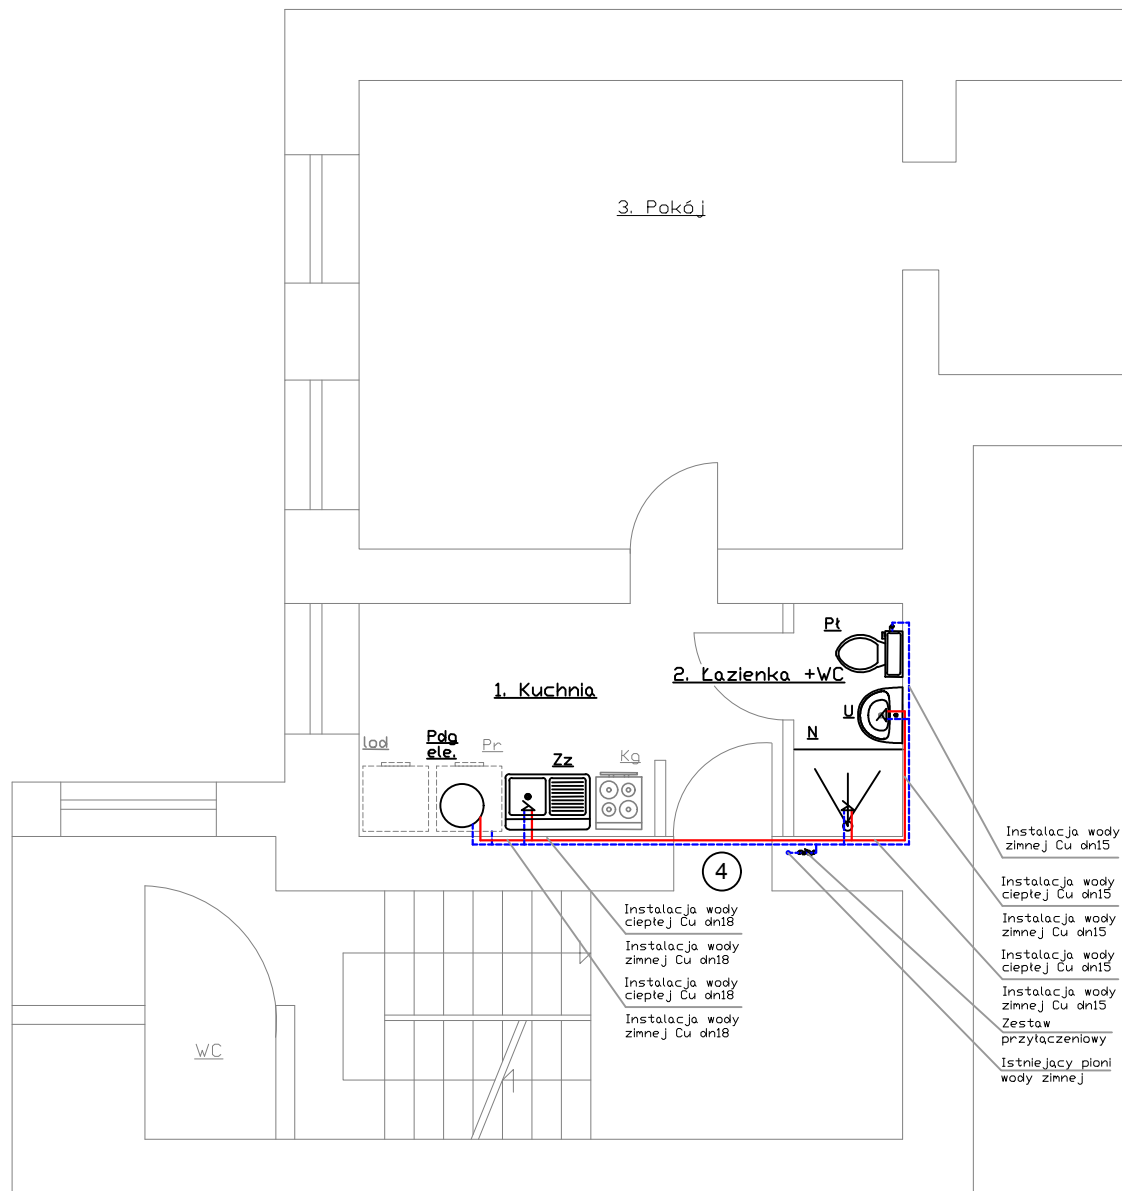 3. Pokój
Pł
2. Łazienka +WC
1. Kuchnia
U
N
lod
Pdg
ele.
Pr
Zz
Kg
4
Instalacja wody
zimnej Cu dn15
Instalacja wody
ciepłej Cu dn15
Instalacja wody
zimnej Cu dn15
Instalacja wody
ciepłej Cu dn15
Instalacja wody
zimnej Cu dn15
Zestaw
przyłączeniowy
Istniejący pioni
wody zimnej
Instalacja wody
ciepłej Cu dn18
Instalacja wody
zimnej Cu dn18
Instalacja wody
ciepłej Cu dn18
Instalacja wody
zimnej Cu dn18
WC